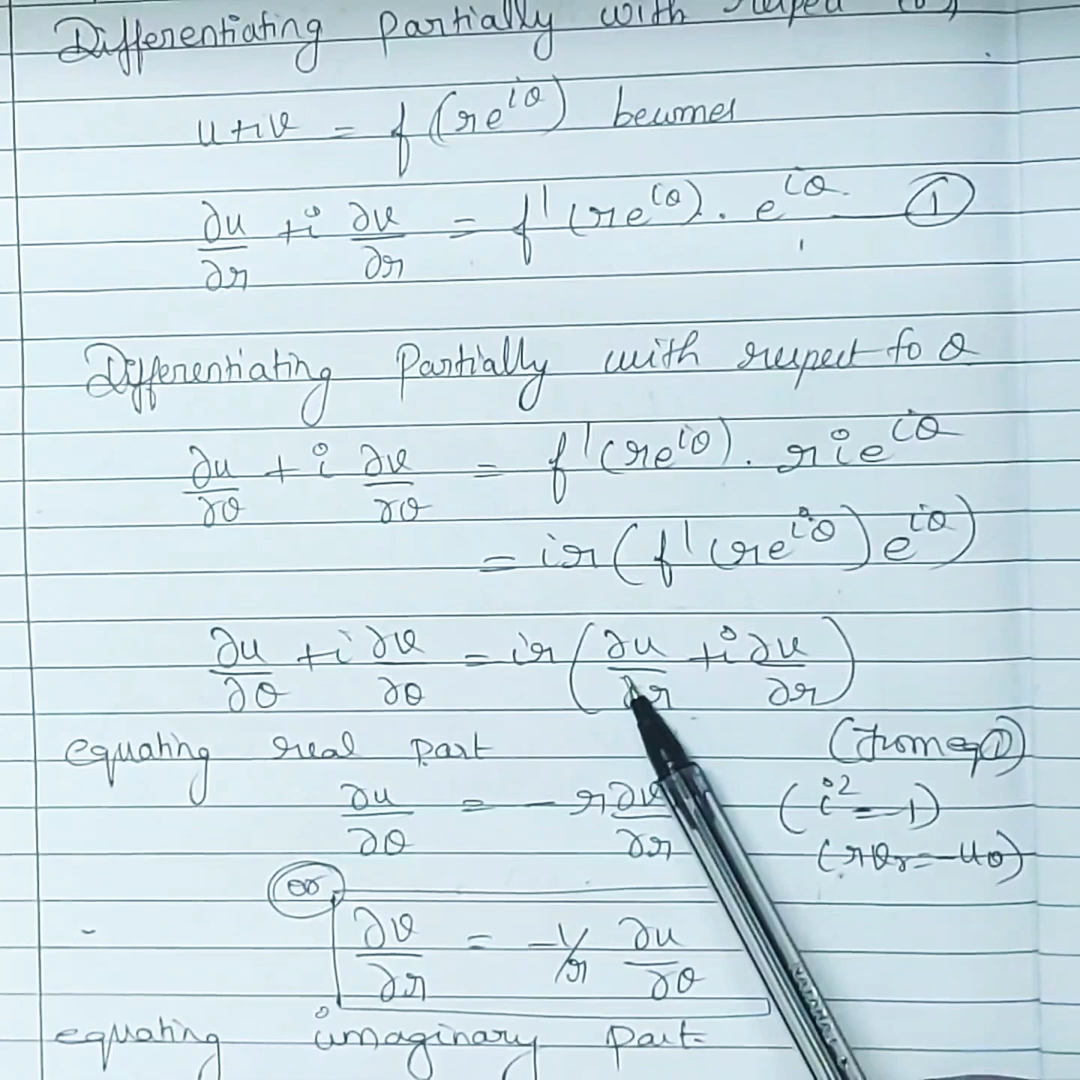 Differentiating partially with
u+iv = f(re^{iθ}) becomes
∂u/∂r + i ∂v/∂r = f'(re^{iθ}). e^{iθ} ①
Differentiating Partially with respect to θ
∂u/∂θ + i ∂v/∂θ = f'(re^{iθ}). rie^{iθ}
= ir(f'(re^{iθ})e^{iθ})
∂u/∂θ + i ∂v/∂θ = ir(∂u/∂r + i ∂v/∂r)
equating real part (from eq ①)
∂u/∂θ = -r ∂v/∂r (i² = -1)
(rv_r = -u_θ)
or
∂v/∂r = -1/r ∂u/∂θ
equating imaginary part-